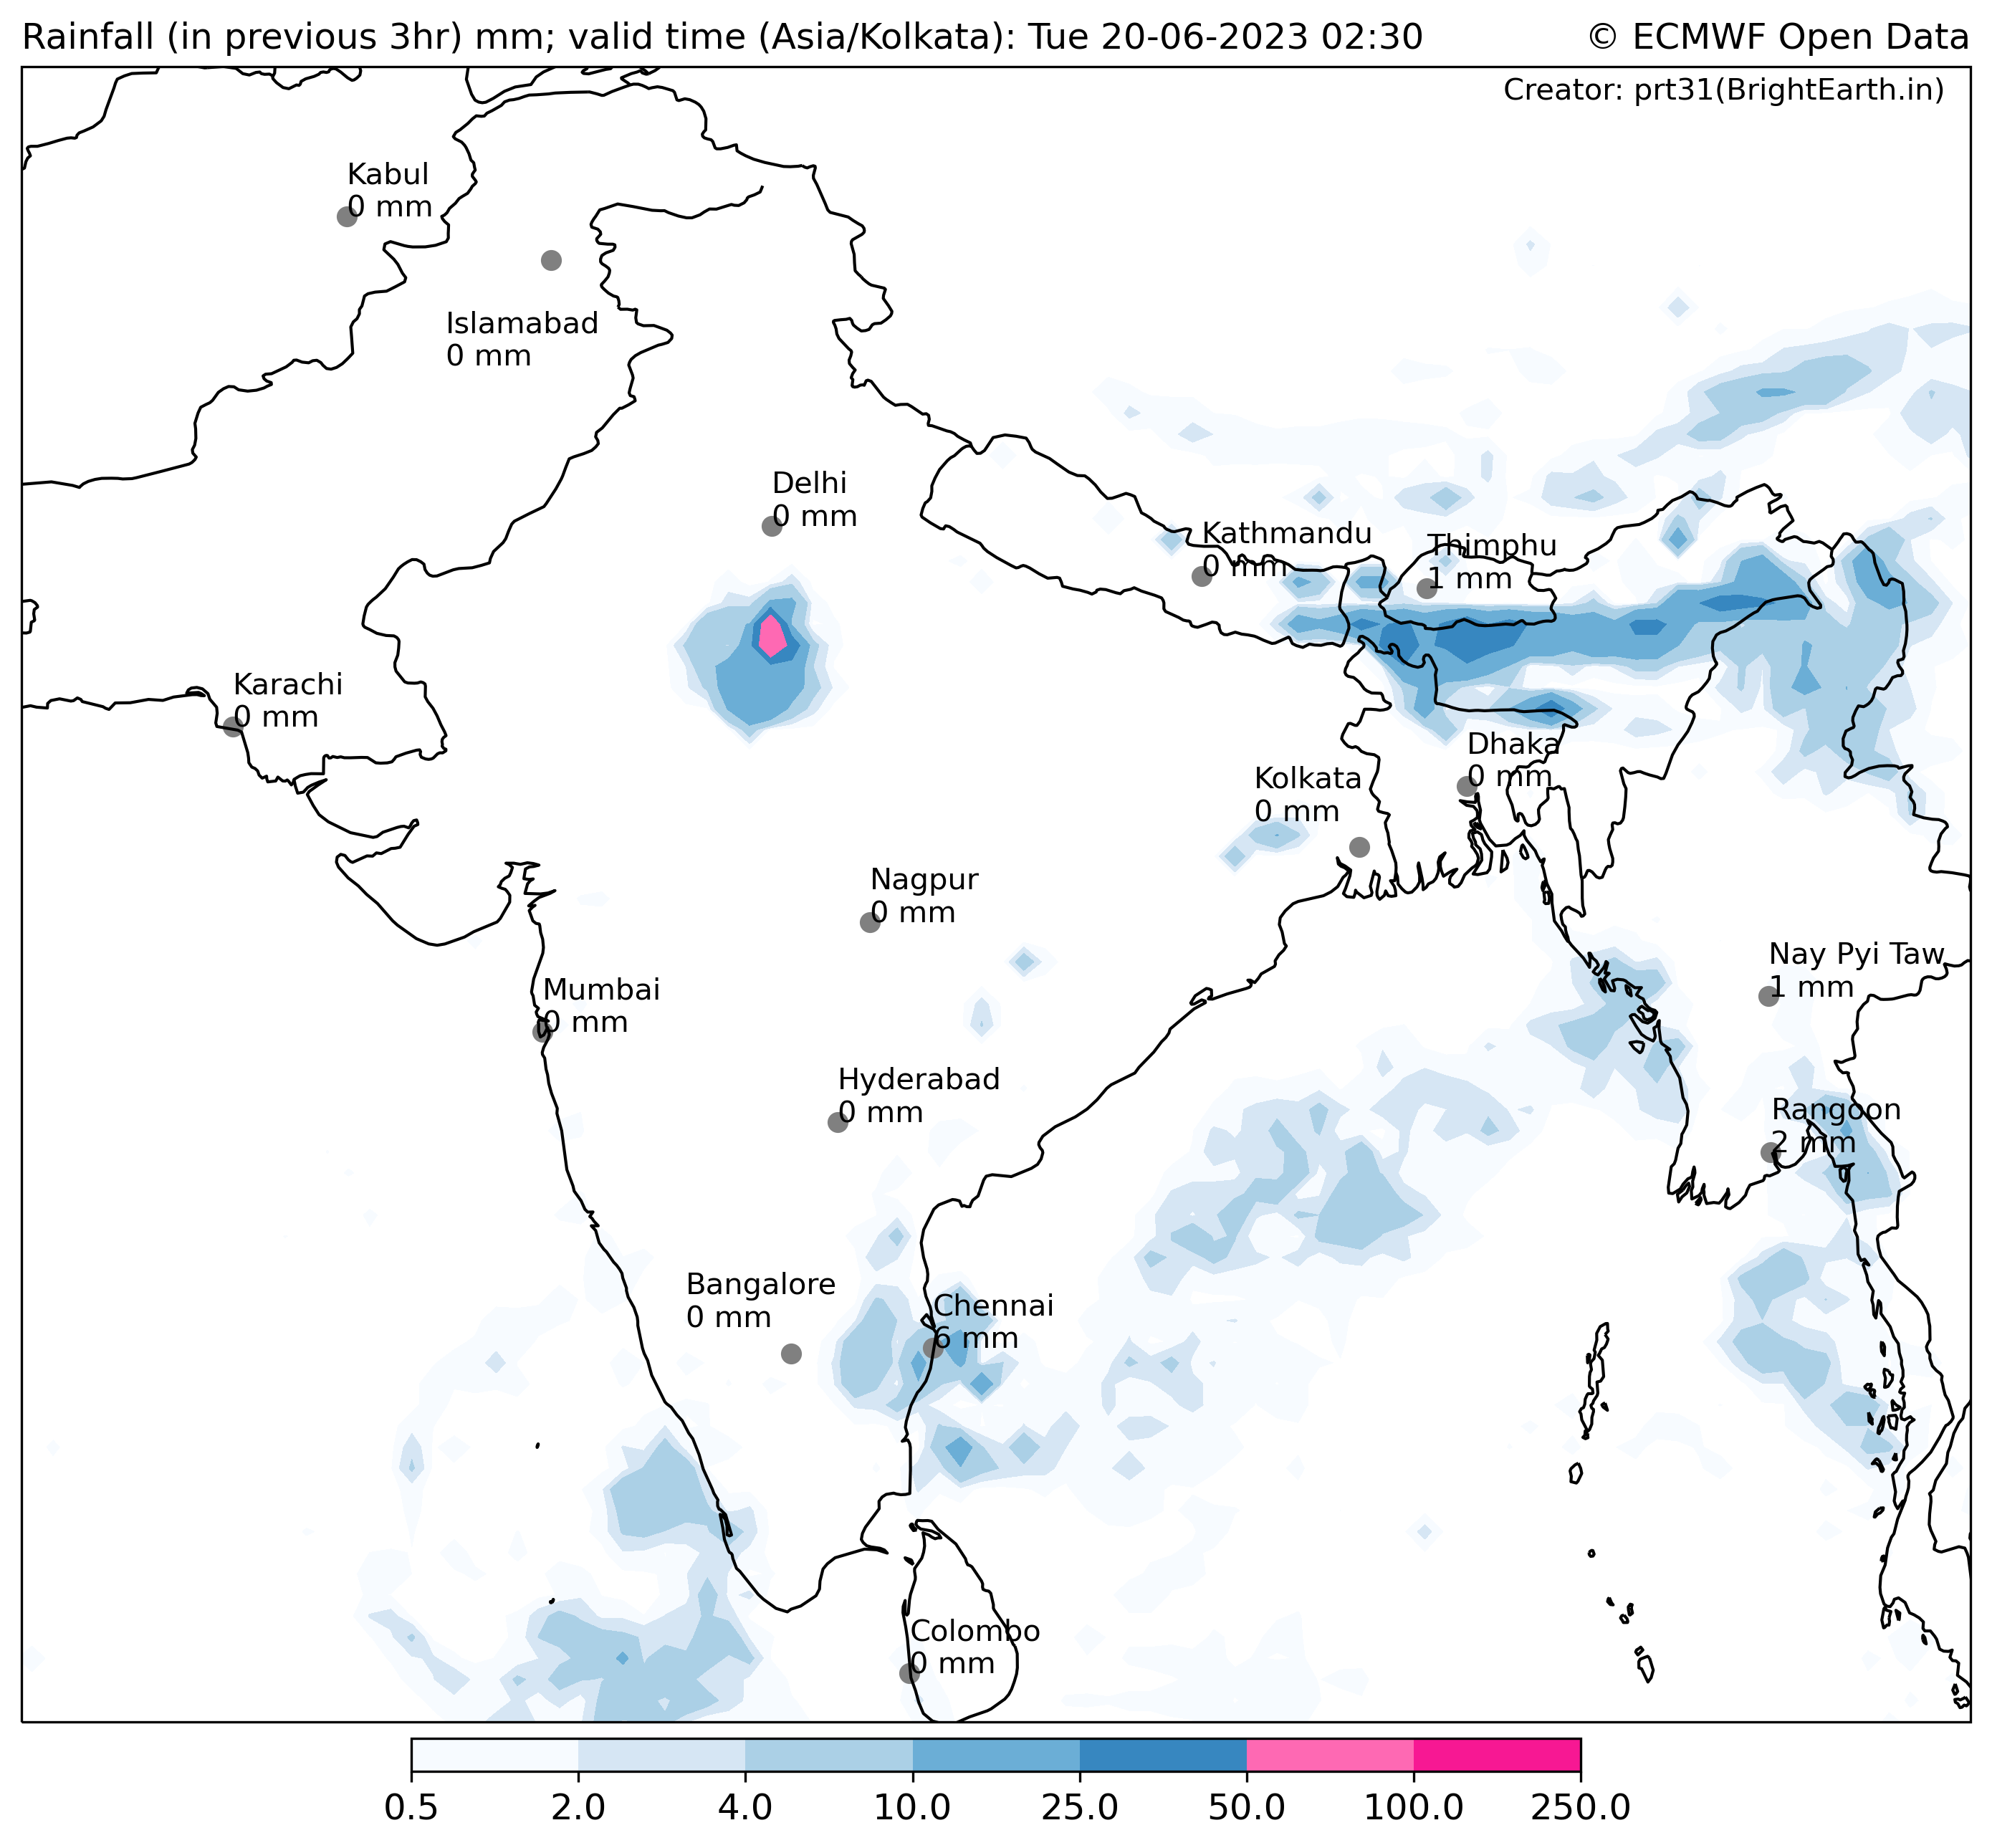 Rainfall (in previous 3hr) mm; valid time (Asia/Kolkata): Tue 20-06-2023 02:30
© ECMWF Open Data
Creator: prt31(BrightEarth.in)
Kabul
0 mm
Islamabad
0 mm
Delhi
0 mm
Kathmandu
0 mm
Thimphu
1 mm
Karachi
0 mm
Dhaka
0 mm
Kolkata
0 mm
Nagpur
0 mm
Nay Pyi Taw
1 mm
Mumbai
0 mm
Hyderabad
0 mm
Rangoon
2 mm
Bangalore
0 mm
Chennai
6 mm
Colombo
0 mm
0.5 2.0 4.0 10.0 25.0 50.0 100.0 250.0